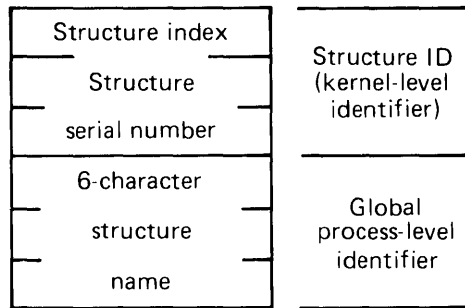 Structure index
Structure
serial number
6-character
structure
name
Structure ID
(kernel-level
identifier)
Global
process-level
identifier